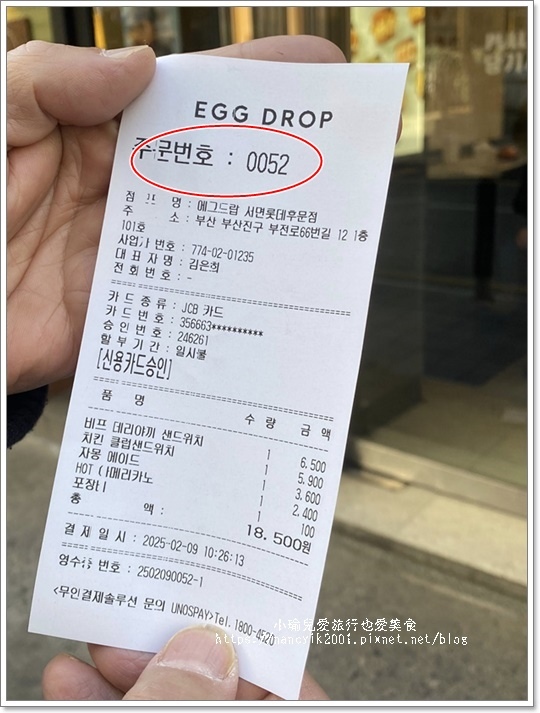 EGG DROP
주문번호 : 0052
점 명 : 에그드랍 서면롯데후문점
주 소 : 부산 부산진구 부전로66번길 12 1층
101호
사업자 번호 : 774-02-01235
대 표 자 명 : 김은희
전 화 번 호 : -
카 드 종 류 : JCB 카드
카 드 번 호 : 356663**********
승 인 번 호 : 246261
할 부 기 간 : 일시불
[신용카드승인]
품 명 수 량 금 액
비프 데리야끼 샌드위치 1 6,500
치킨 클럽샌드위치 1 5,900
자몽 메이드 1 3,600
HOT 아메리카노 1 2,400
포장비 1 100
총 액 : 18,500원
결 제 일 시 : 2025-02-09 10:26:13
영수증 번호 : 2502090052-1
<무인결제솔루션 문의 UNOSPAY>Tel.1800-4520
小瑜兒愛旅行也愛美食
https://nancyik2001.pixnet.net/blog